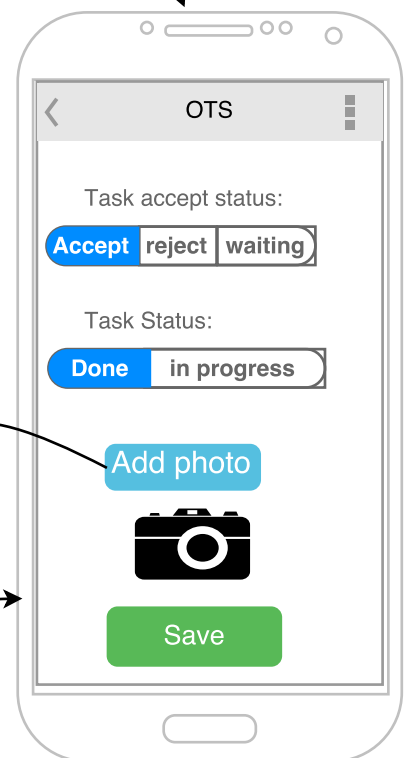 OTS
Task accept status:
Accept reject waiting
Task Status:
Done in progress
Add photo
Save